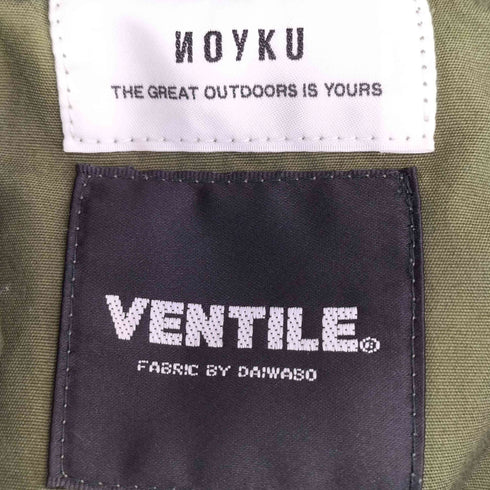 ИOYKU
THE GREAT OUTDOORS IS YOURS
VENTILE®
FABRIC BY DAIWABO